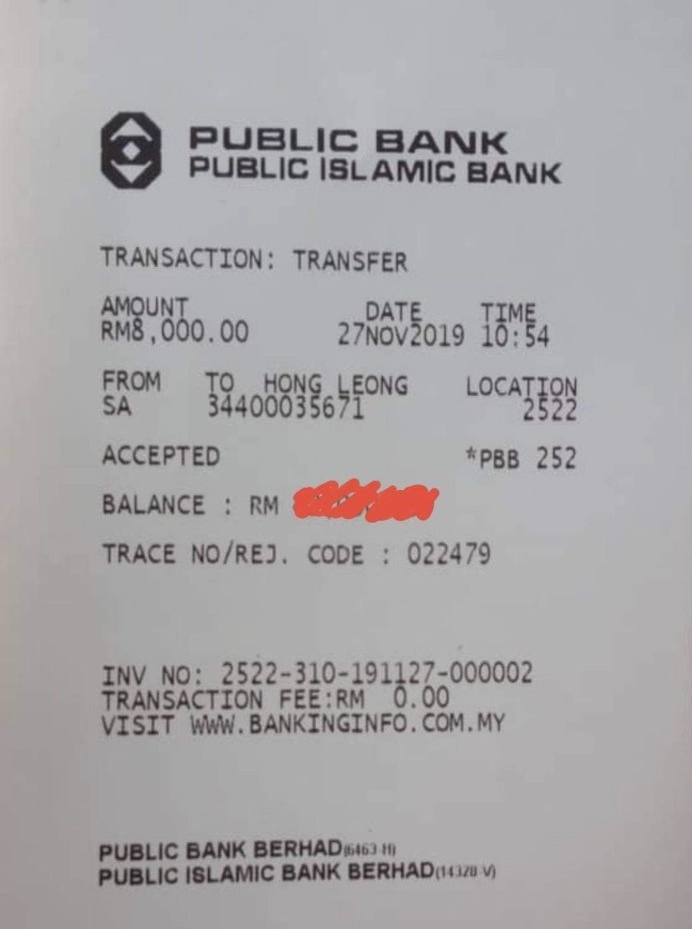 PUBLIC BANK
PUBLIC ISLAMIC BANK
TRANSACTION: TRANSFER
AMOUNT DATE TIME
RM8,000.00 27NOV2019 10:54
FROM TO HONG LEONG LOCATION
SA 34400035671 2522
ACCEPTED *PBB 252
BALANCE : RM
TRACE NO/REJ. CODE : 022479
INV NO: 2522-310-191127-000002
TRANSACTION FEE:RM 0.00
VISIT WWW.BANKINGINFO.COM.MY
PUBLIC BANK BERHAD(6463-H)
PUBLIC ISLAMIC BANK BERHAD(14328-V)